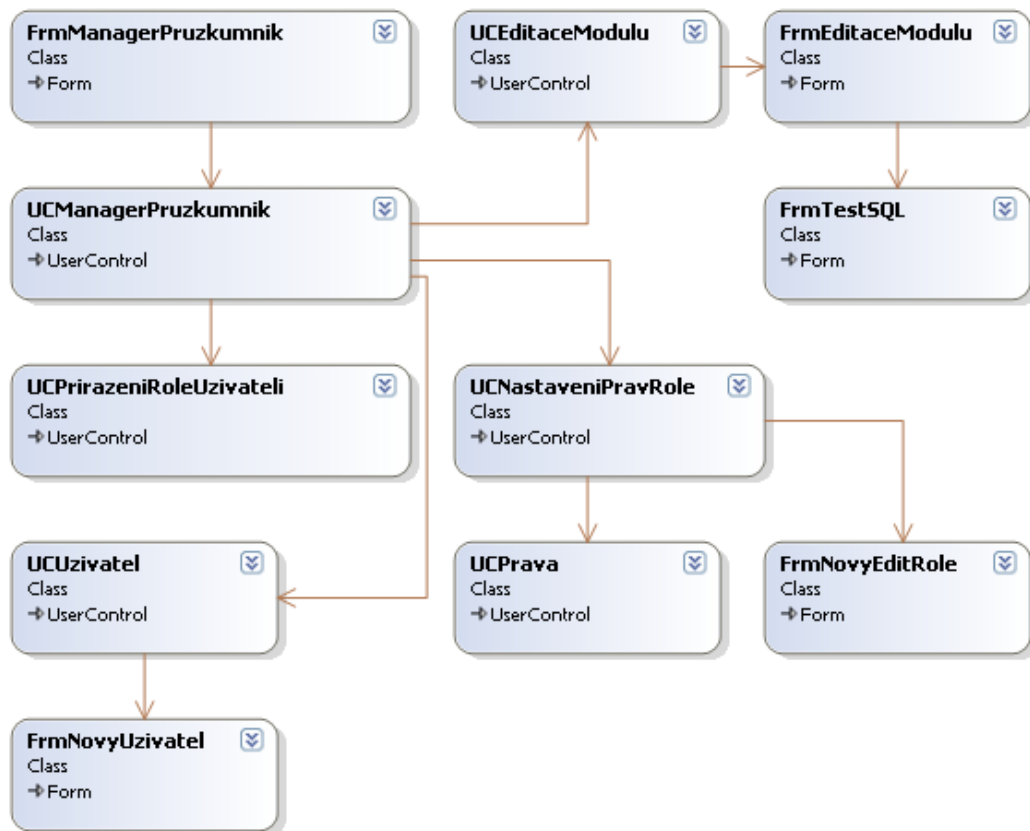 FrmManagerPruzkumnik
Class
Form
UCEditaceModulu
Class
UserControl
FrmEditaceModulu
Class
Form
UCManagerPruzkumnik
Class
UserControl
FrmTestSQL
Class
Form
UCPrirazeniRoleUzivateli
Class
UserControl
UCNastaveniPravRole
Class
UserControl
UCUzivatel
Class
UserControl
UCPrava
Class
UserControl
FrmNovyEditRole
Class
Form
FrmNovyUzivatel
Class
Form